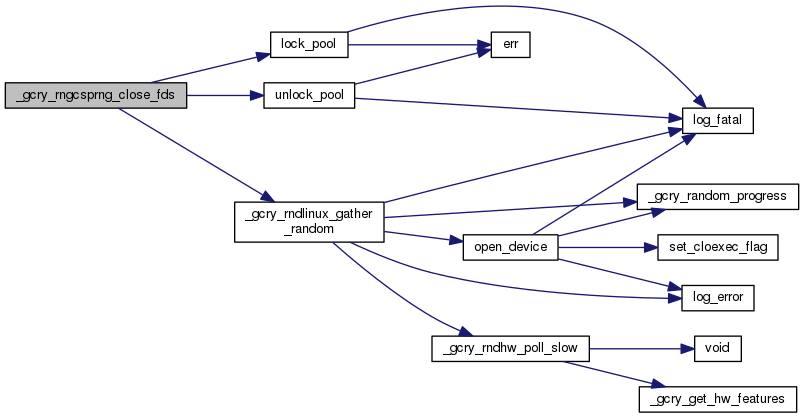 _gcry_rngcsprng_close_fds
lock_pool
unlock_pool
_gcry_rndlinux_gather
_random
err
open_device
_gcry_rndhw_poll_slow
log_fatal
_gcry_random_progress
set_cloexec_flag
log_error
void
_gcry_get_hw_features